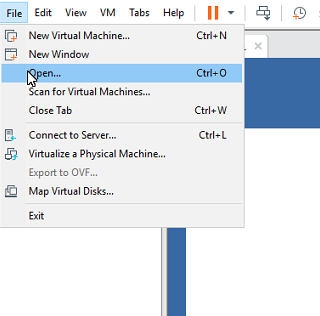 File Edit View VM Tabs Help
New Virtual Machine... Ctrl+N
New Window
Open... Ctrl+O
Scan for Virtual Machines...
Close Tab Ctrl+W
Connect to Server... Ctrl+L
Virtualize a Physical Machine...
Export to OVF...
Map Virtual Disks...
Exit